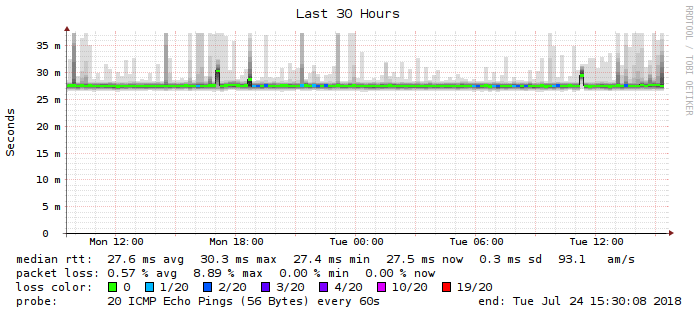 Last 30 Hours
RRDTOOL / TOBI OETIKER
Seconds
35 m
30 m
25 m
20 m
15 m
10 m
5 m
0
Mon 12:00 Mon 18:00 Tue 00:00 Tue 06:00 Tue 12:00
median rtt: 27.6 ms avg 30.3 ms max 27.4 ms min 27.5 ms now 0.3 ms sd 93.1 am/s
packet loss: 0.57 % avg 8.89 % max 0.00 % min 0.00 % now
loss color: 0 1/20 2/20 3/20 4/20 10/20 19/20
probe: 20 ICMP Echo Pings (56 Bytes) every 60s end: Tue Jul 24 15:30:08 2018